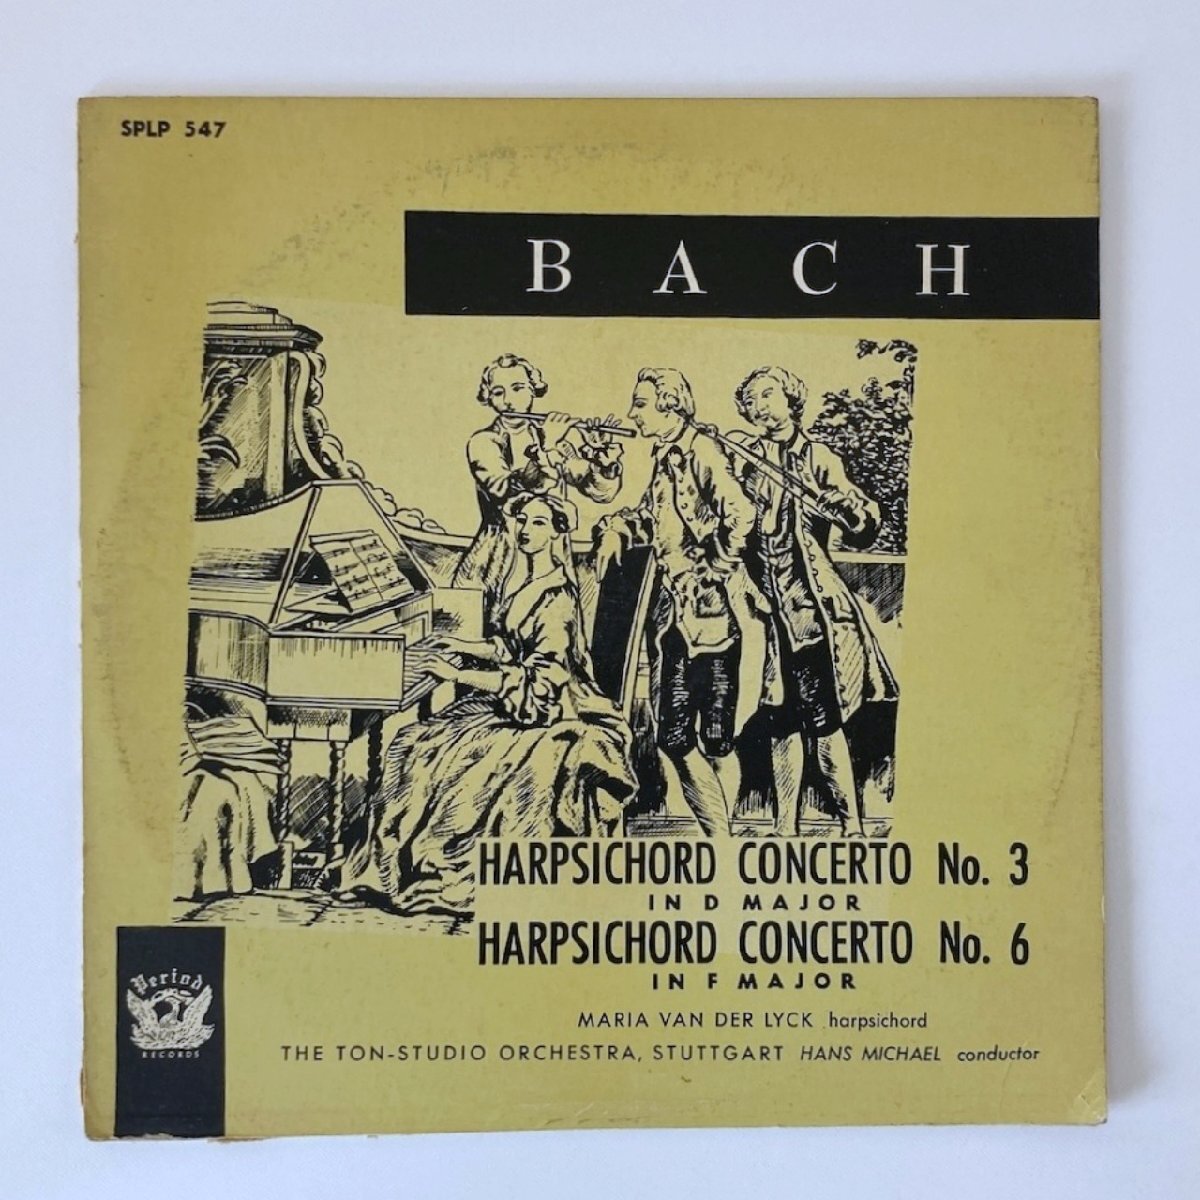 SPLP 547
BACH
HARPSICHORD CONCERTO No. 3
IN D MAJOR
HARPSICHORD CONCERTO No. 6
IN F MAJOR
MARIA VAN DER LYCK harpsichord
THE TON-STUDIO ORCHESTRA, STUTTGART HANS MICHAEL conductor
Period
RECORDS